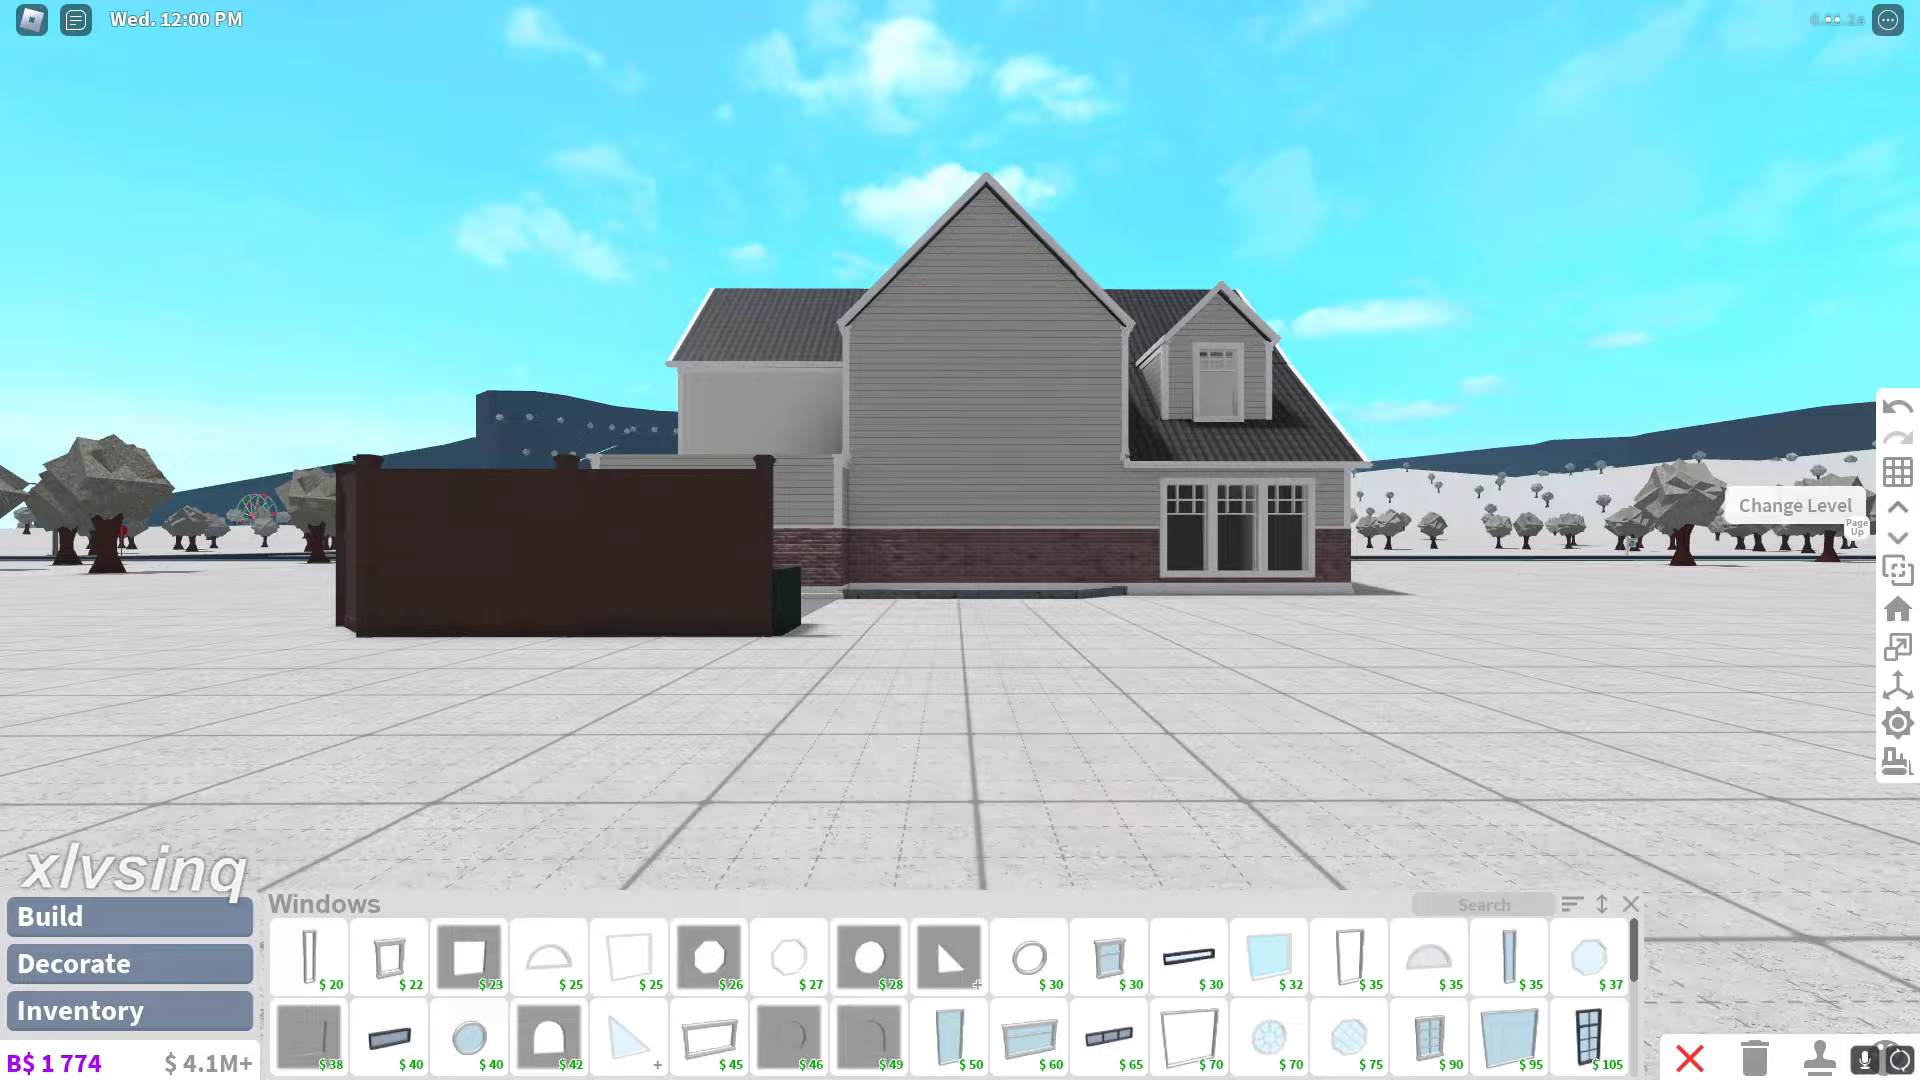 Wed. 12:00 PM
Change Level
Page
Up
xlvsinq
Build
Decorate
Inventory
B$ 1 774
$ 4.1M+
Windows
Search
$ 20
$ 22
$ 23
$ 25
$ 25
$ 26
$ 27
$ 28
+
$ 30
$ 30
$ 30
$ 32
$ 35
$ 35
$ 35
$ 37
$ 38
$ 40
$ 40
$ 42
+
$ 45
$ 46
$ 49
$ 50
$ 60
$ 65
$ 70
$ 70
$ 75
$ 90
$ 95
$ 105